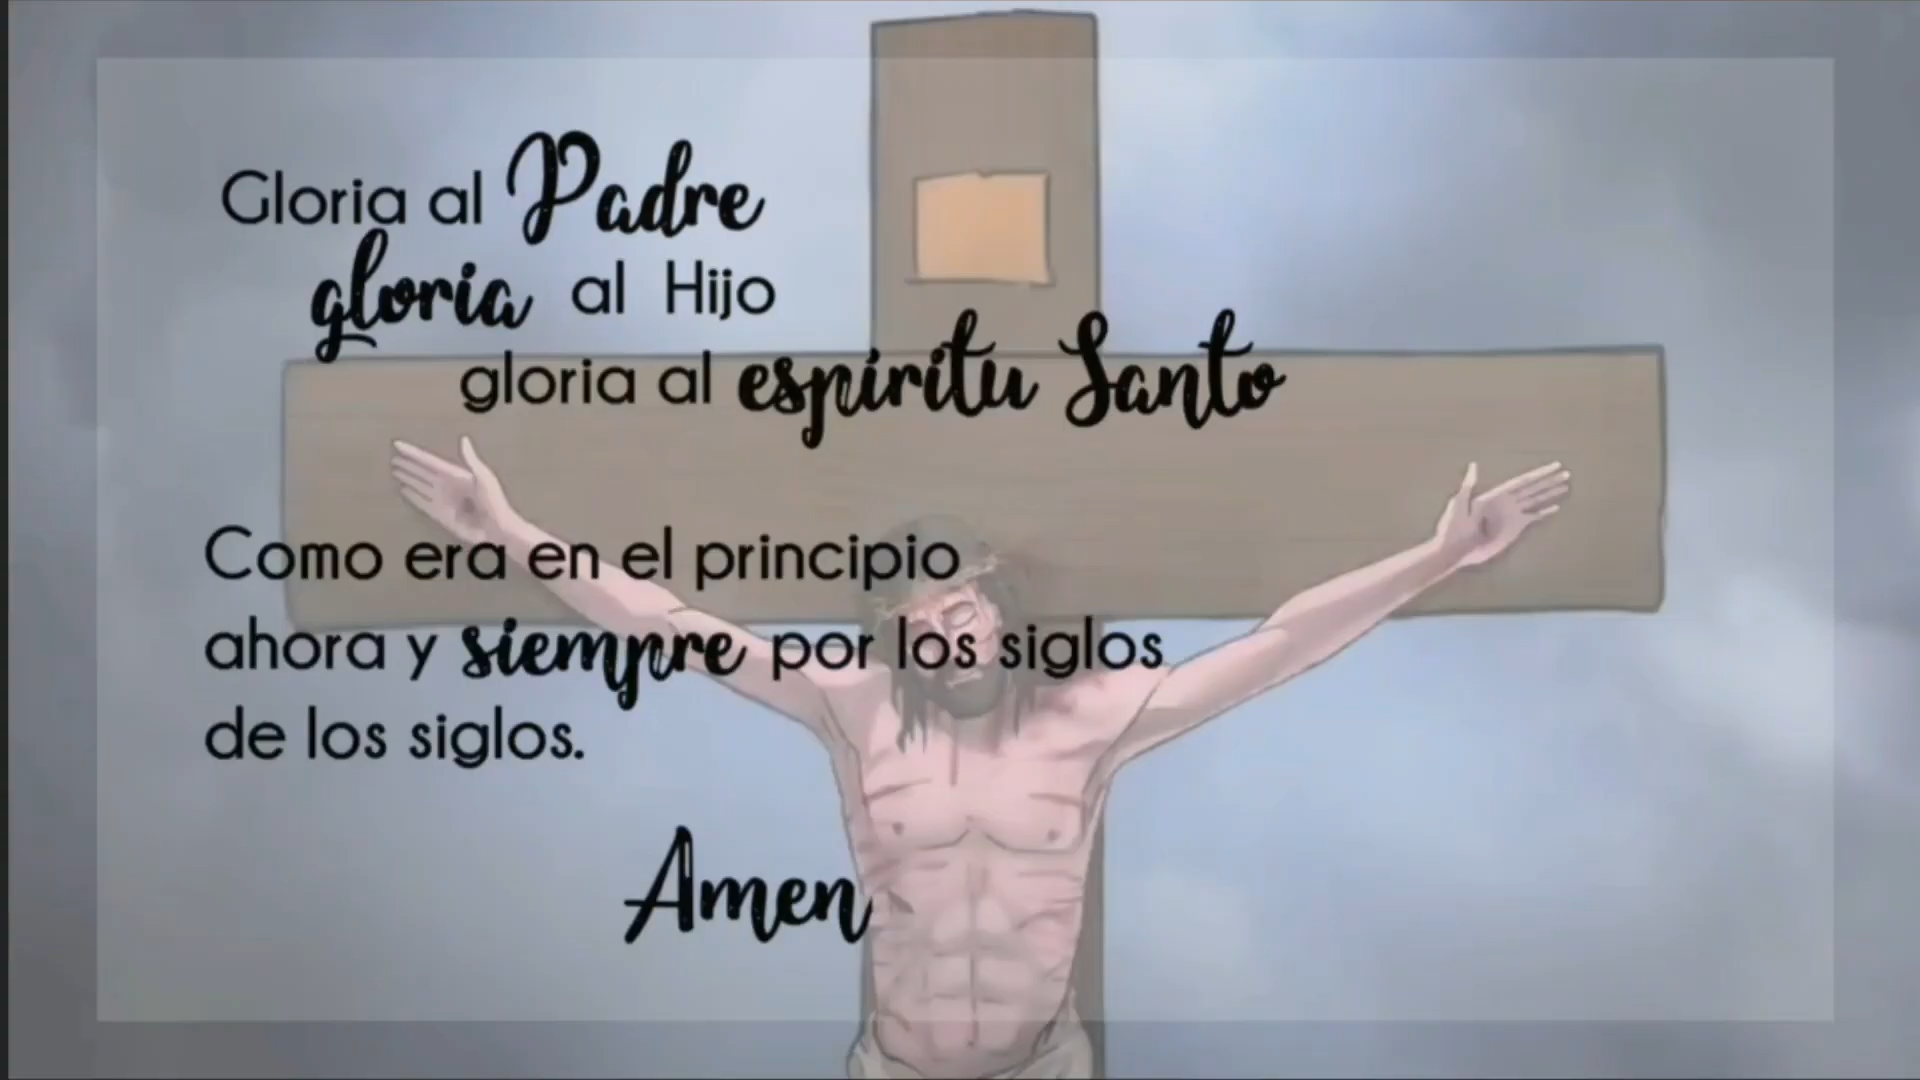 Gloria al Padre
gloria al Hijo
gloria al espíritu Santo
Como era en el principio
ahora y siempre por los siglos
de los siglos.
Amen